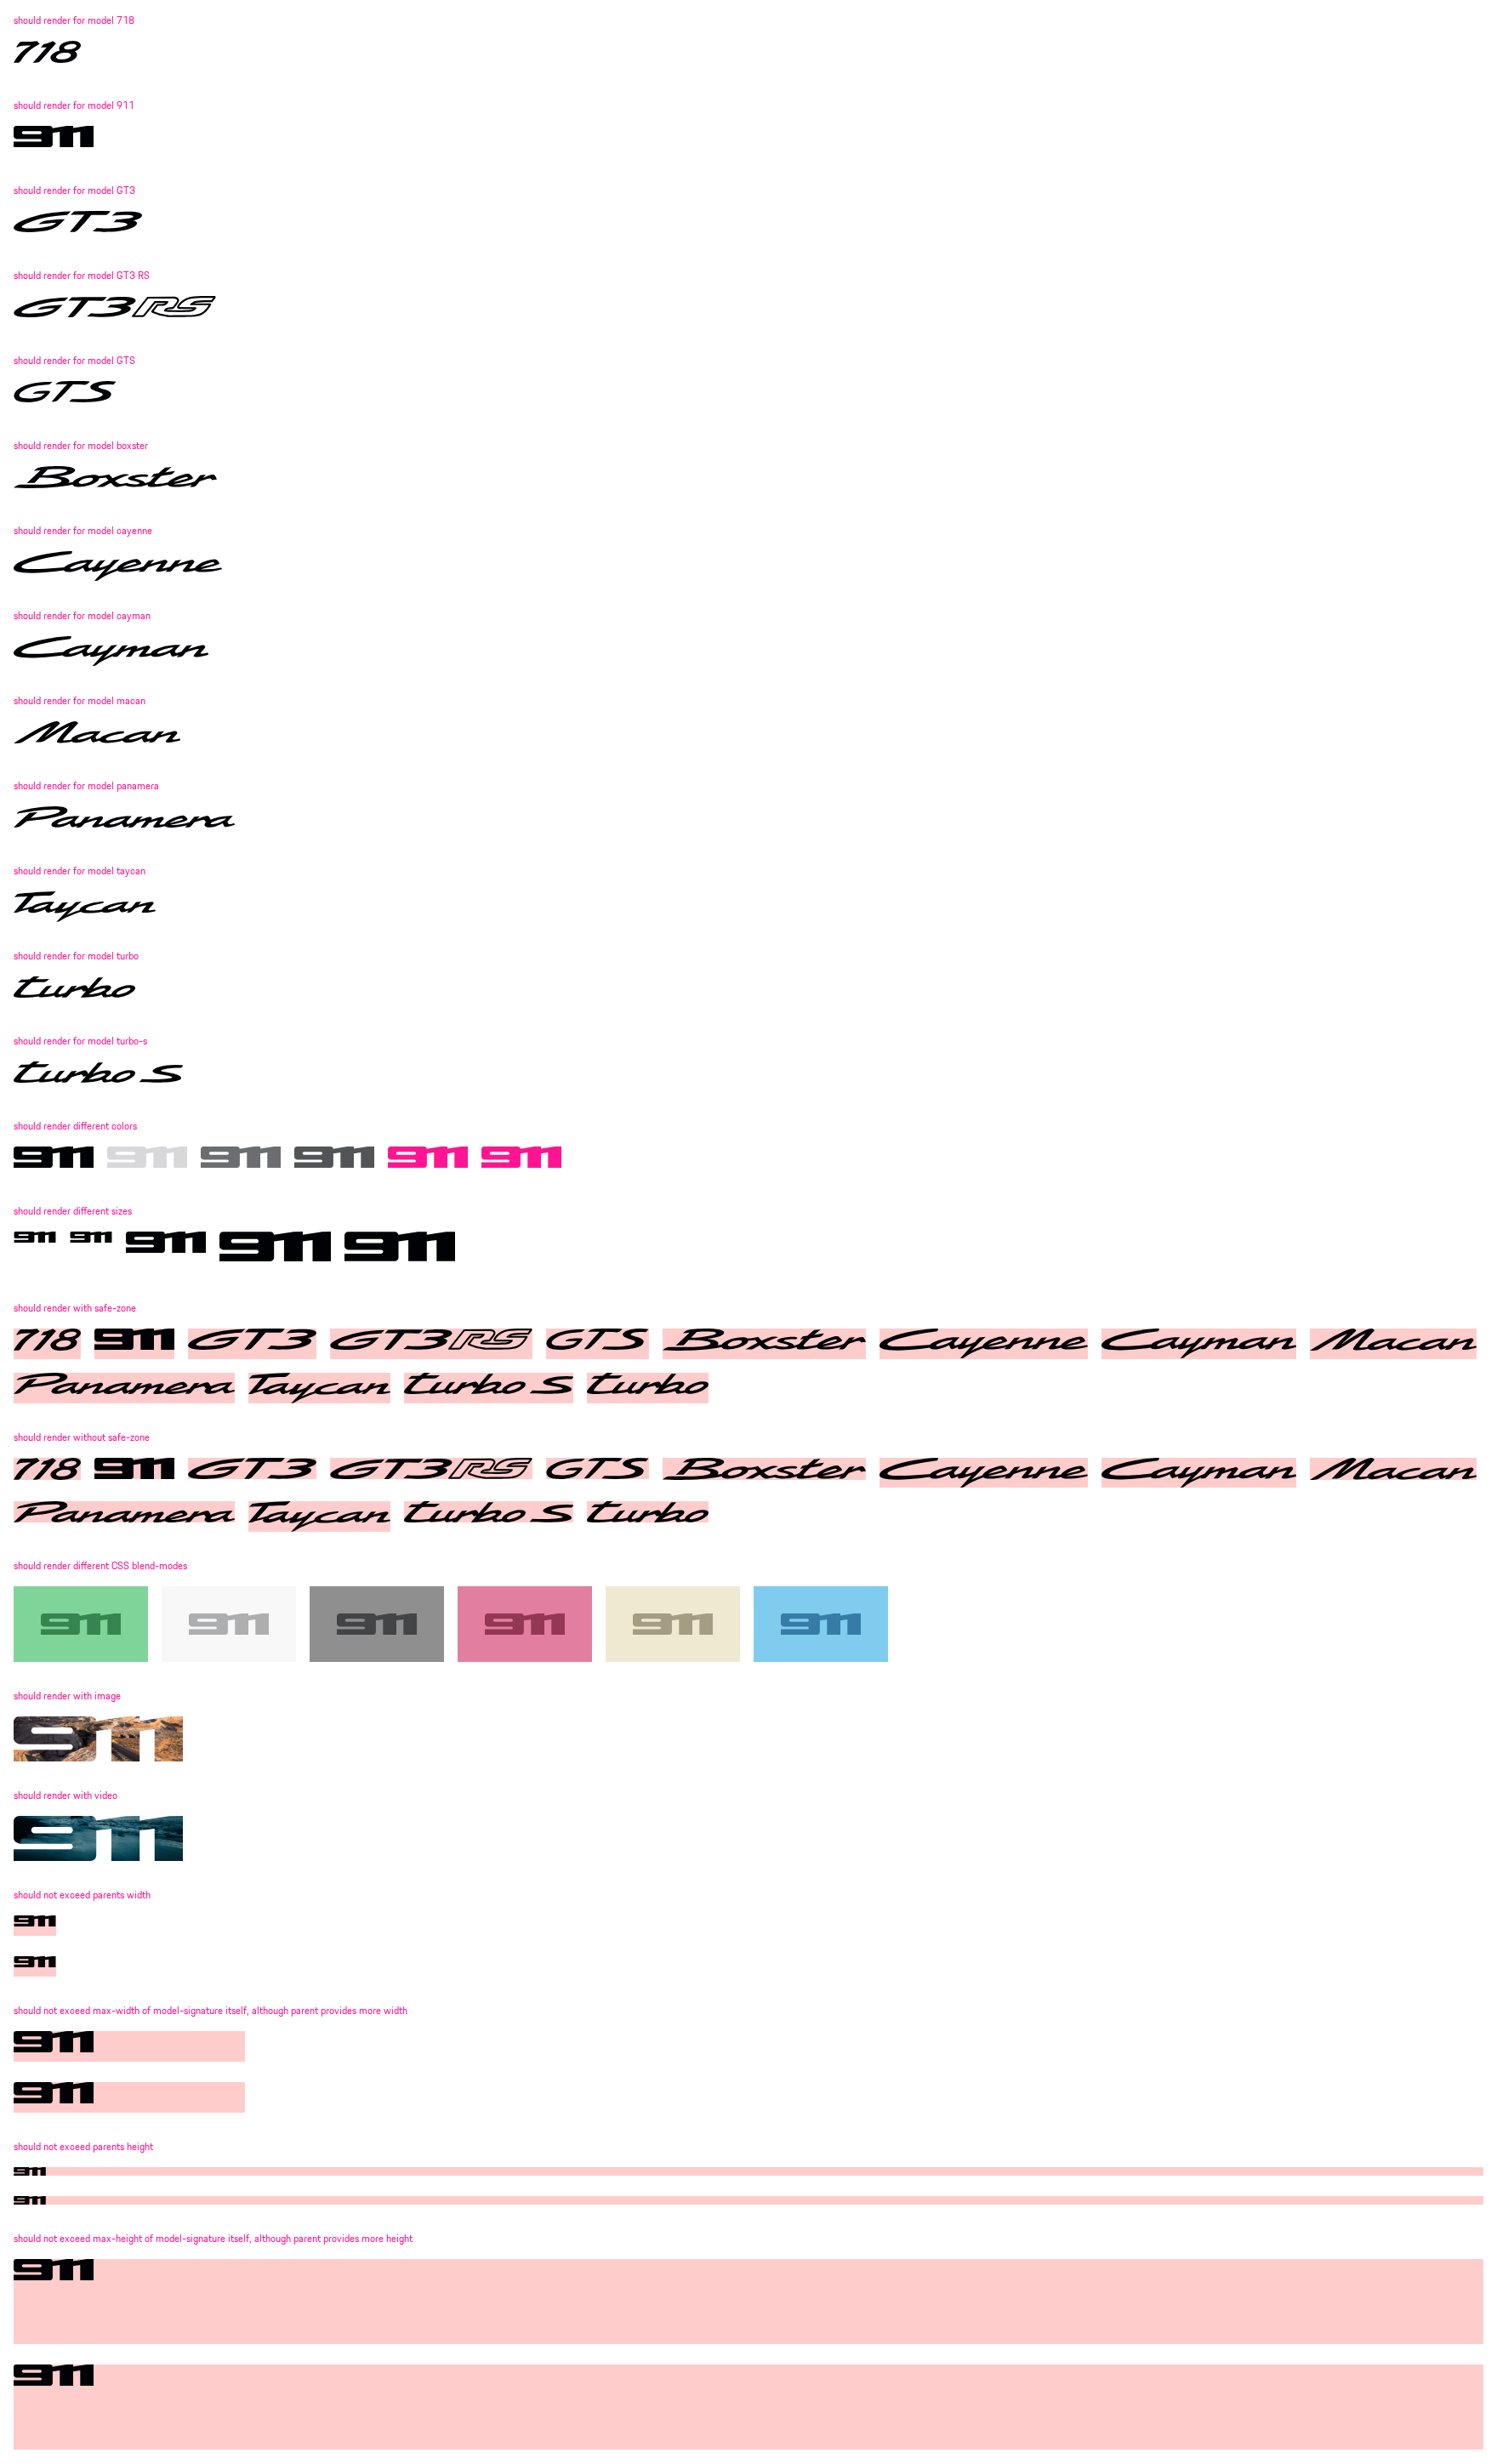 should render for model 718
718
should render for model 911
911
should render for model GT3
GT3
should render for model GT3 RS
GT3 RS
should render for model GTS
GTS
should render for model boxster
Boxster
should render for model cayenne
Cayenne
should render for model cayman
Cayman
should render for model macan
Macan
should render for model panamera
Panamera
should render for model taycan
Taycan
should render for model turbo
turbo
should render for model turbo-s
turbo S
should render different colors
911 911 911 911 911 911
should render different sizes
911 911 911 911 911
should render with safe-zone
718 911 GT3 GT3 RS GTS Boxster Cayenne Cayman Macan
Panamera Taycan turbo S turbo
should render without safe-zone
718 911 GT3 GT3 RS GTS Boxster Cayenne Cayman Macan
Panamera Taycan turbo S turbo
should render different CSS blend-modes
911 911 911 911 911 911
should render with image
911
should render with video
911
should not exceed parents width
911
911
should not exceed max-width of model-signature itself, although parent provides more width
911
911
should not exceed parents height
911
911
should not exceed max-height of model-signature itself, although parent provides more height
911
911